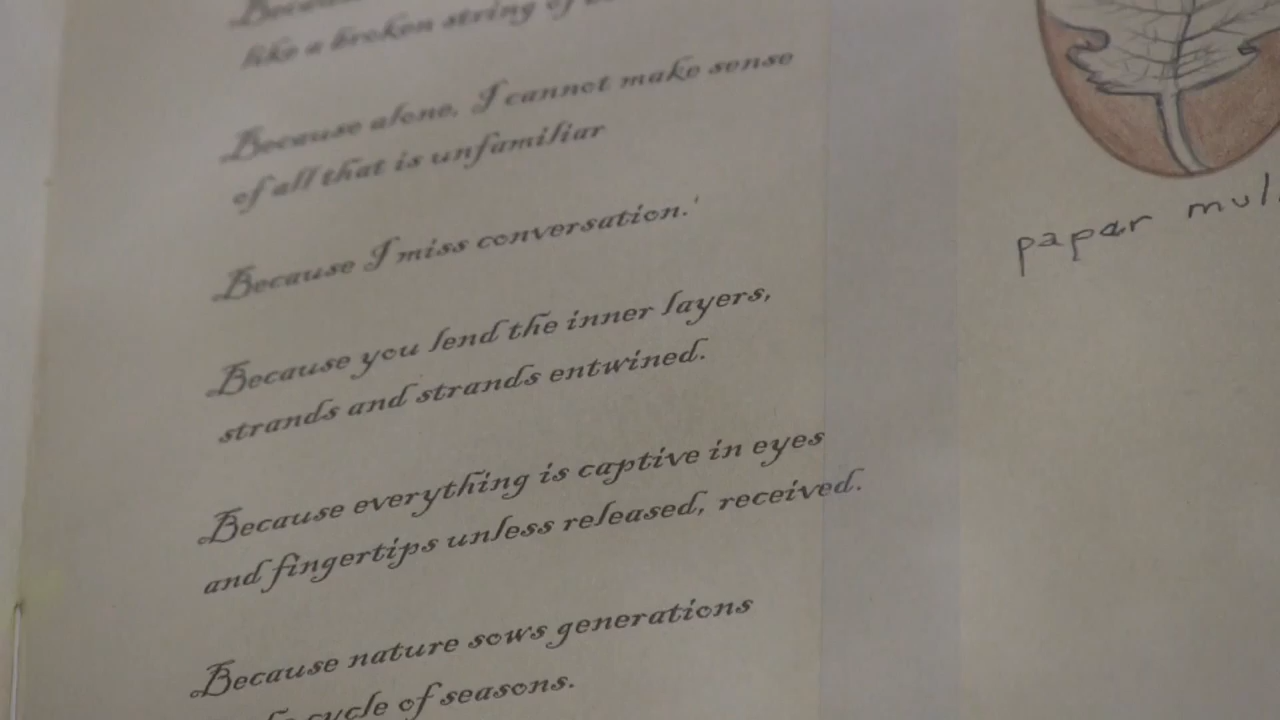 Because
like a broken string of
Because alone, I cannot make sense
of all that is unfamiliar
Because I miss conversation.'
Because you lend the inner layers,
strands and strands entwined.
Because everything is captive in eyes
and fingertips unless released, received.
Because nature sows generations
cycle of seasons.
papar mul